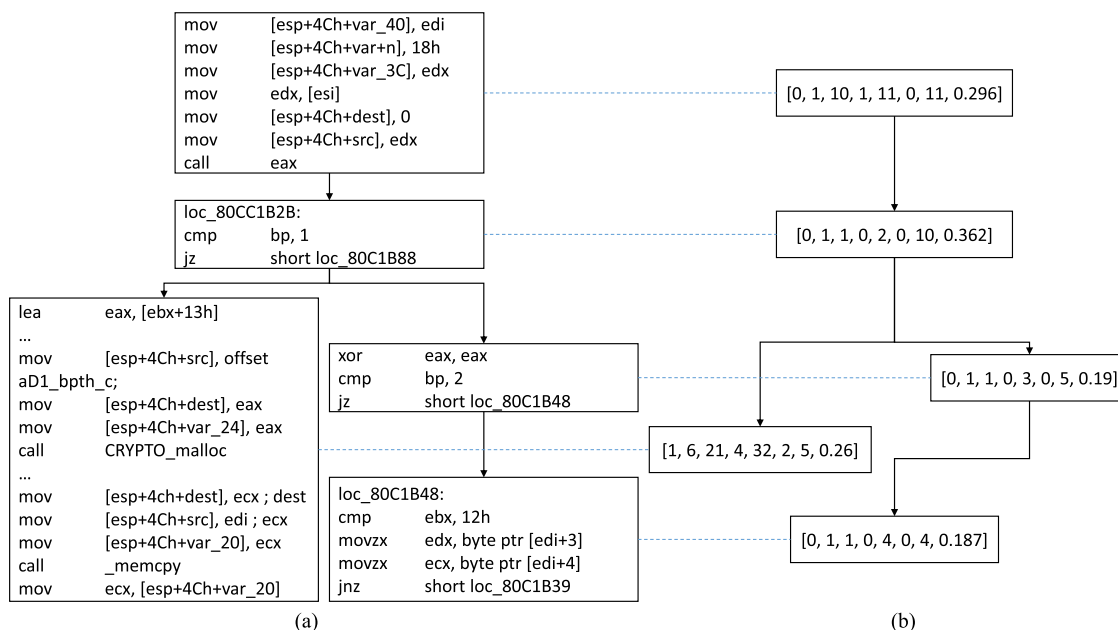 mov [esp+4Ch+var_40], edi
mov [esp+4Ch+var+n], 18h
mov [esp+4Ch+var_3C], edx
mov edx, [esi]
mov [esp+4Ch+dest], 0
mov [esp+4Ch+src], edx
call eax
loc_80CC1B2B:
cmp bp, 1
jz short loc_80C1B88
lea eax, [ebx+13h]
...
mov [esp+4Ch+src], offset
aD1_bpth_c;
mov [esp+4Ch+dest], eax
mov [esp+4Ch+var_24], eax
call CRYPTO_malloc
...
mov [esp+4ch+dest], ecx ; dest
mov [esp+4Ch+src], edi ; ecx
mov [esp+4Ch+var_20], ecx
call _memcpy
mov ecx, [esp+4Ch+var_20]
xor eax, eax
cmp bp, 2
jz short loc_80C1B48
loc_80C1B48:
cmp ebx, 12h
movzx edx, byte ptr [edi+3]
movzx ecx, byte ptr [edi+4]
jnz short loc_80C1B39
(a)
[0, 1, 10, 1, 11, 0, 11, 0.296]
[0, 1, 1, 0, 2, 0, 10, 0.362]
[0, 1, 1, 0, 3, 0, 5, 0.19]
[1, 6, 21, 4, 32, 2, 5, 0.26]
[0, 1, 1, 0, 4, 0, 4, 0.187]
(b)